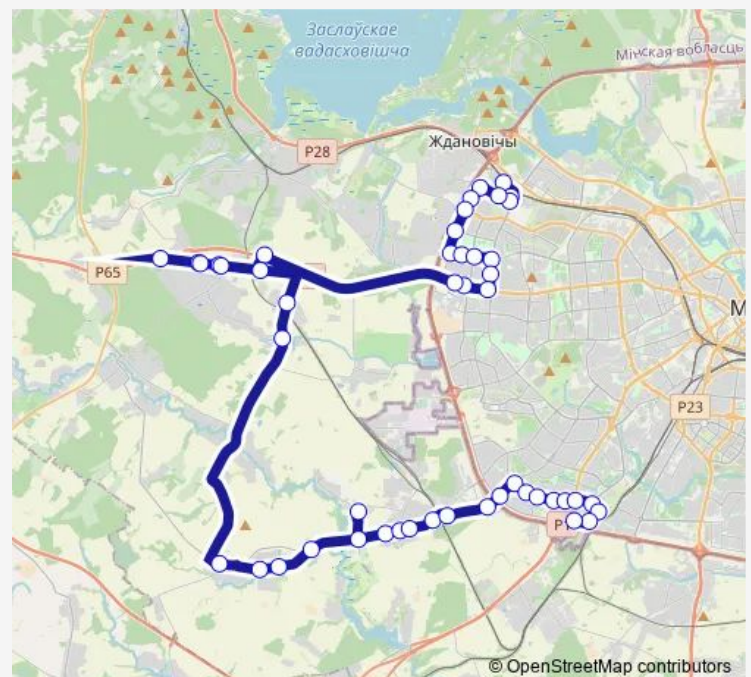 Заслаўскае
вадасховішча
Мінская вобласць
Ждановічы
P28
P65
P23
© OpenStreetMap contributors